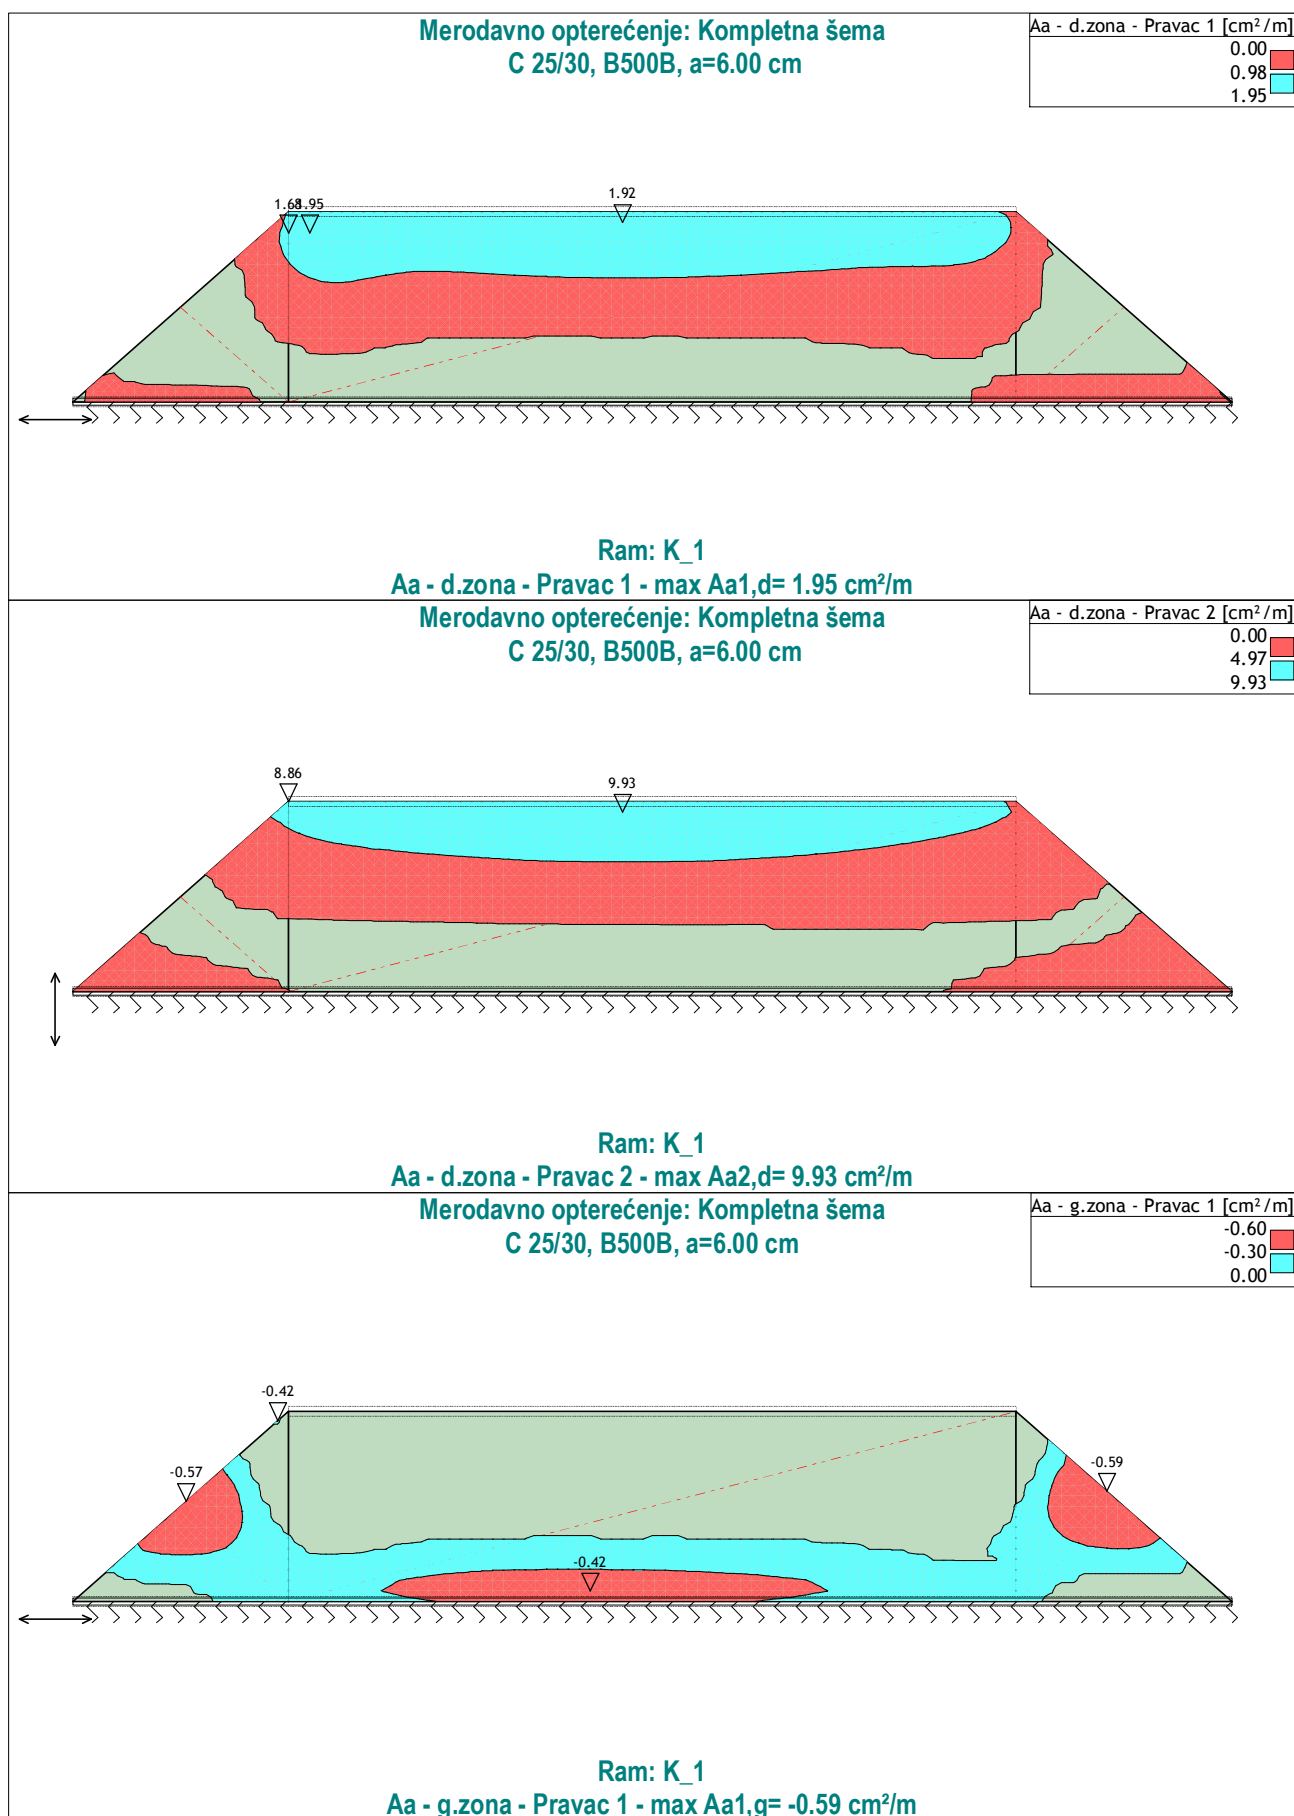 Merodavno opterećenje: Kompletna šema
C 25/30, B500B, a=6.00 cm
Aa - d.zona - Pravac 1 [cm²/m]
0.00
0.98
1.95
1.68
1.95
1.92
Ram: K_1
Aa - d.zona - Pravac 1 - max Aa1,d= 1.95 cm²/m
Merodavno opterećenje: Kompletna šema
C 25/30, B500B, a=6.00 cm
Aa - d.zona - Pravac 2 [cm²/m]
0.00
4.97
9.93
8.86
9.93
Ram: K_1
Aa - d.zona - Pravac 2 - max Aa2,d= 9.93 cm²/m
Merodavno opterećenje: Kompletna šema
C 25/30, B500B, a=6.00 cm
Aa - g.zona - Pravac 1 [cm²/m]
-0.60
-0.30
0.00
-0.42
-0.57
-0.59
-0.42
Ram: K_1
Aa - g.zona - Pravac 1 - max Aa1,g= -0.59 cm²/m